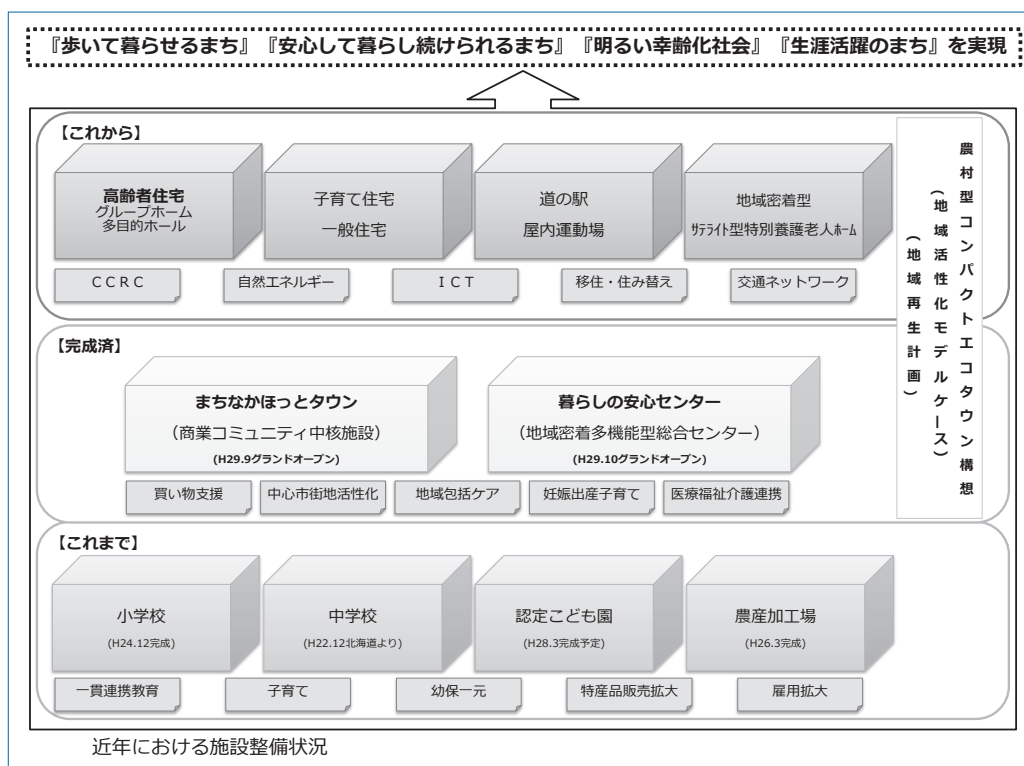 『歩いて暮らせるまち』『安心して暮らし続けられるまち』『明るい幸齢化社会』『生涯活躍のまち』を実現
【これから】
高齢者住宅
グループホーム
多目的ホール
子育て住宅
一般住宅
道の駅
屋内運動場
地域密着型
ｻﾃﾗｲﾄ型特別養護老人ﾎｰﾑ
ＣＣＲＣ
自然エネルギー
ＩＣＴ
移住・住み替え
交通ネットワーク
農村型コンパクトエコタウン構想
(地域活性化モデルケース)
(地域再生計画)
【完成済】
まちなかほっとタウン
（商業コミュニティ中核施設）
(H29.9グランドオープン)
暮らしの安心センター
（地域密着多機能型総合センター）
(H29.10グランドオープン)
買い物支援
中心市街地活性化
地域包括ケア
妊娠出産子育て
医療福祉介護連携
【これまで】
小学校
(H24.12完成)
中学校
(H22.12北海道より)
認定こども園
(H28.3完成予定)
農産加工場
(H26.3完成)
一貫連携教育
子育て
幼保一元
特産品販売拡大
雇用拡大
近年における施設整備状況